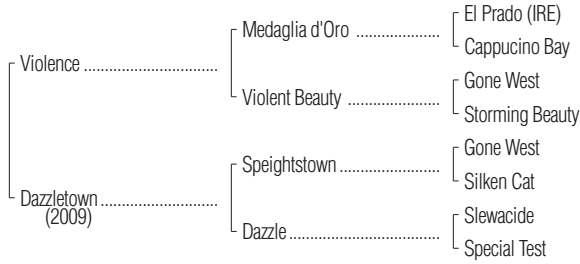 El Prado (IRE)
Medaglia d'Oro ....................
Cappucino Bay
Violence ................................
Gone West
Violent Beauty ......................
Storming Beauty
Gone West
Speightstown ........................
Silken Cat
Dazzletown ............................
(2009)
Slewacide
Dazzle ....................................
Special Test